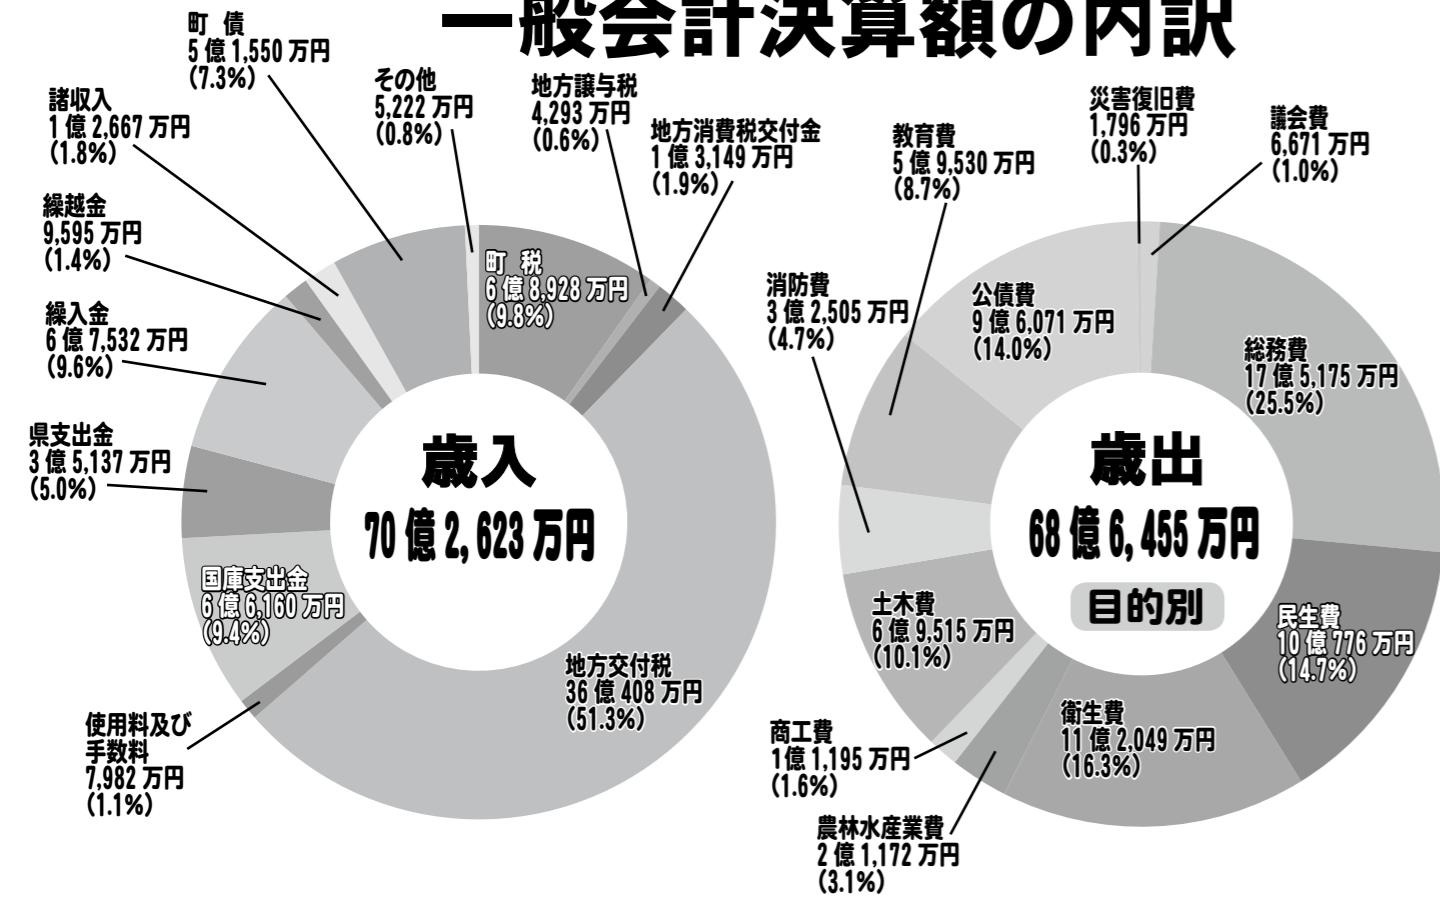 一般会計決算額の内訳
町 債
5 億 1,550 万円
(7.3%)
その他
5,222 万円
(0.8%)
地方譲与税
4,293 万円
(0.6%)
地方消費税交付金
1 億 3,149 万円
(1.9%)
諸収入
1 億 2,667 万円
(1.8%)
繰越金
9,595 万円
(1.4%)
繰入金
6 億 7,532 万円
(9.6%)
県支出金
3 億 5,137 万円
(5.0%)
国庫支出金
6 億 6,160 万円
(9.4%)
使用料及び
手数料
7,982 万円
(1.1%)
町 税
6 億 8,928 万円
(9.8%)
地方交付税
36 億 408 万円
(51.3%)
歳入
70 億 2, 623 万円
教育費
5 億 9,530 万円
(8.7%)
災害復旧費
1,796 万円
(0.3%)
議会費
6,671 万円
(1.0%)
消防費
3 億 2,505 万円
(4.7%)
公債費
9 億 6,071 万円
(14.0%)
総務費
17 億 5,175 万円
(25.5%)
歳出
68 億 6, 455 万円
目的別
土木費
6 億 9,515 万円
(10.1%)
民生費
10 億 776 万円
(14.7%)
衛生費
11 億 2,049 万円
(16.3%)
商工費
1億 1,195 万円
(1.6%)
農林水産業費
2 億 1,172 万円
(3.1%)